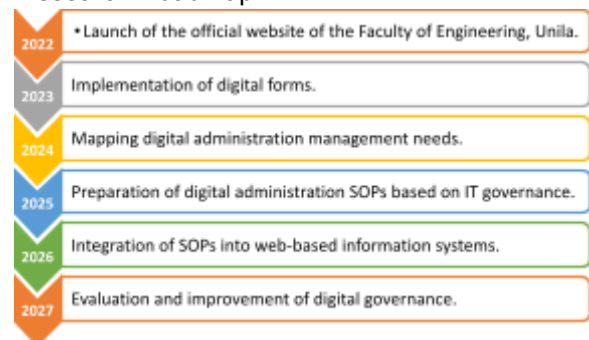 2022
• Launch of the official website of the Faculty of Engineering, Unila.
2023
Implementation of digital forms.
2024
Mapping digital administration management needs.
2025
Preparation of digital administration SOPs based on IT governance.
2026
Integration of SOPs into web-based information systems.
2027
Evaluation and improvement of digital governance.